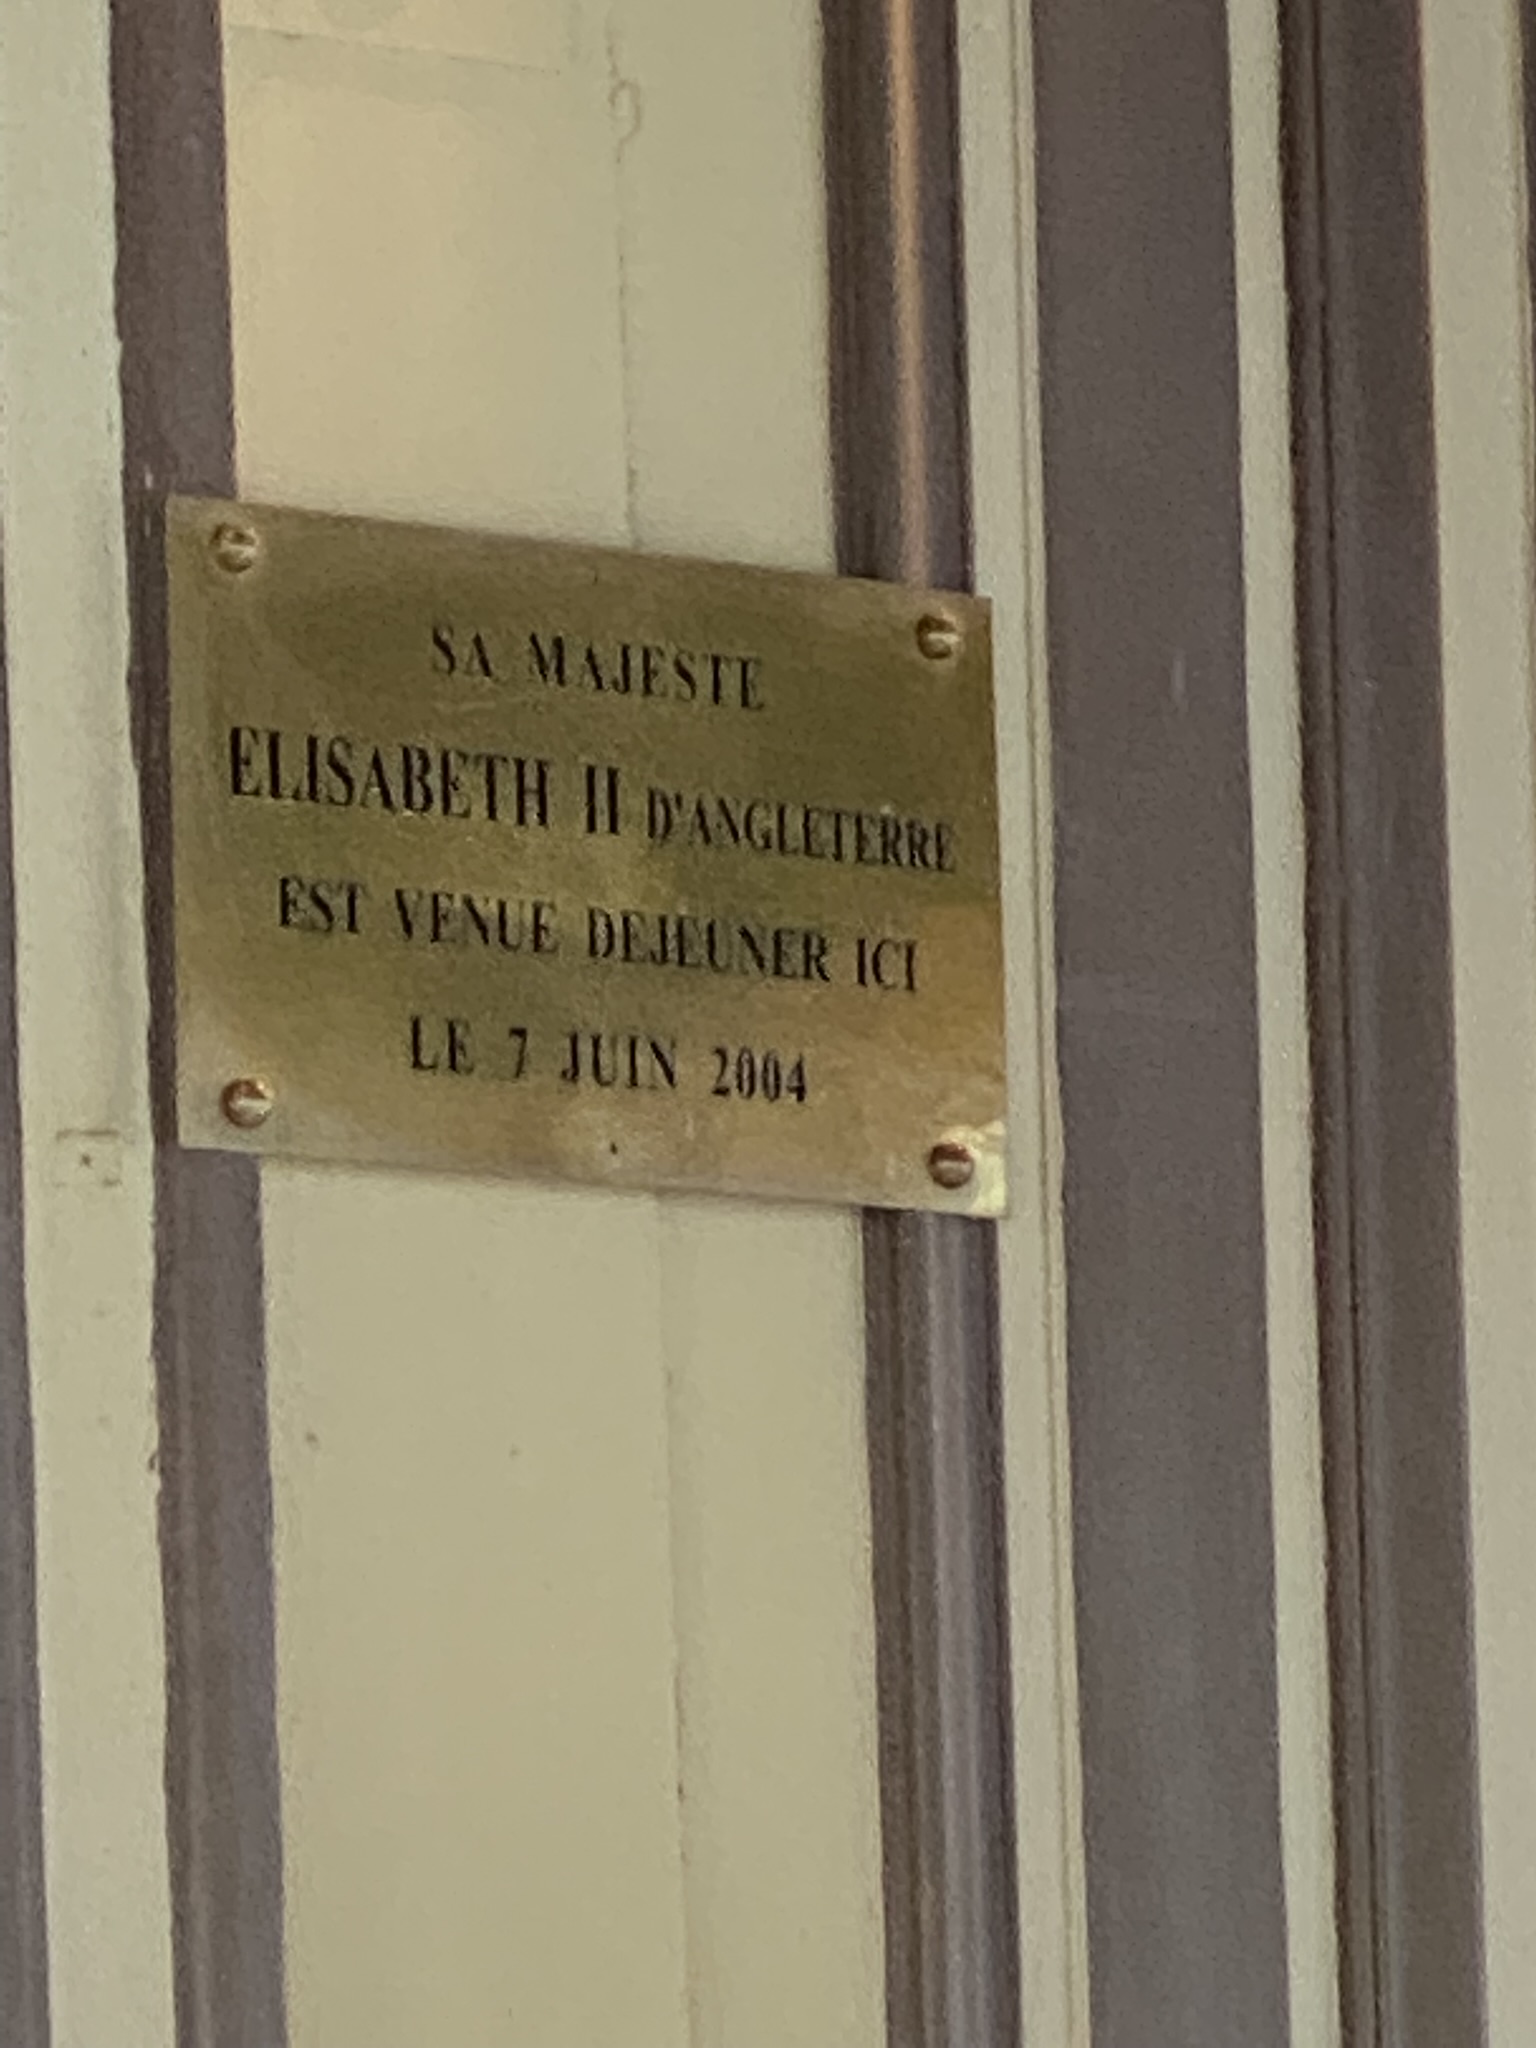 SA MAJESTE
ELISABETH II D'ANGLETERRE
EST VENUE DEJEUNER ICI
LE 7 JUIN 2004